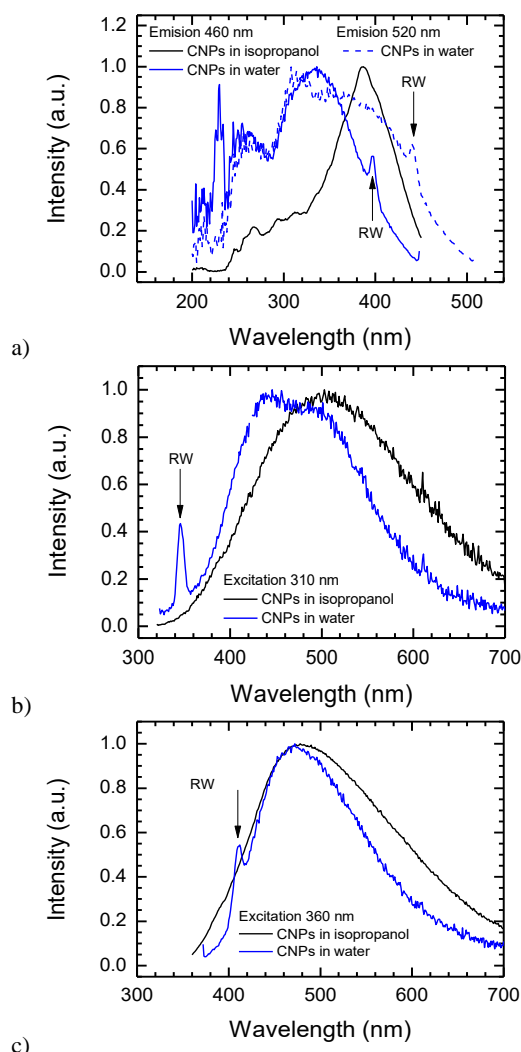 Emision 460 nm Emision 520 nm
CNPs in isopropanol CNPs in water
CNPs in water
RW
RW
1.0
0.8
0.6
0.4
0.2
0.0
Intensity (a.u.)
200 300 400 500
Wavelength (nm)
a)
RW
1.0
0.8
0.6
0.4
0.2
0.0
Intensity (a.u.)
Excitation 310 nm
CNPs in isopropanol
CNPs in water
300 400 500 600 700
Wavelength (nm)
b)
RW
1.0
0.8
0.6
0.4
0.2
0.0
Intensity (a.u.)
Excitation 360 nm
CNPs in isopropanol
CNPs in water
300 400 500 600 700
Wavelength (nm)
c)